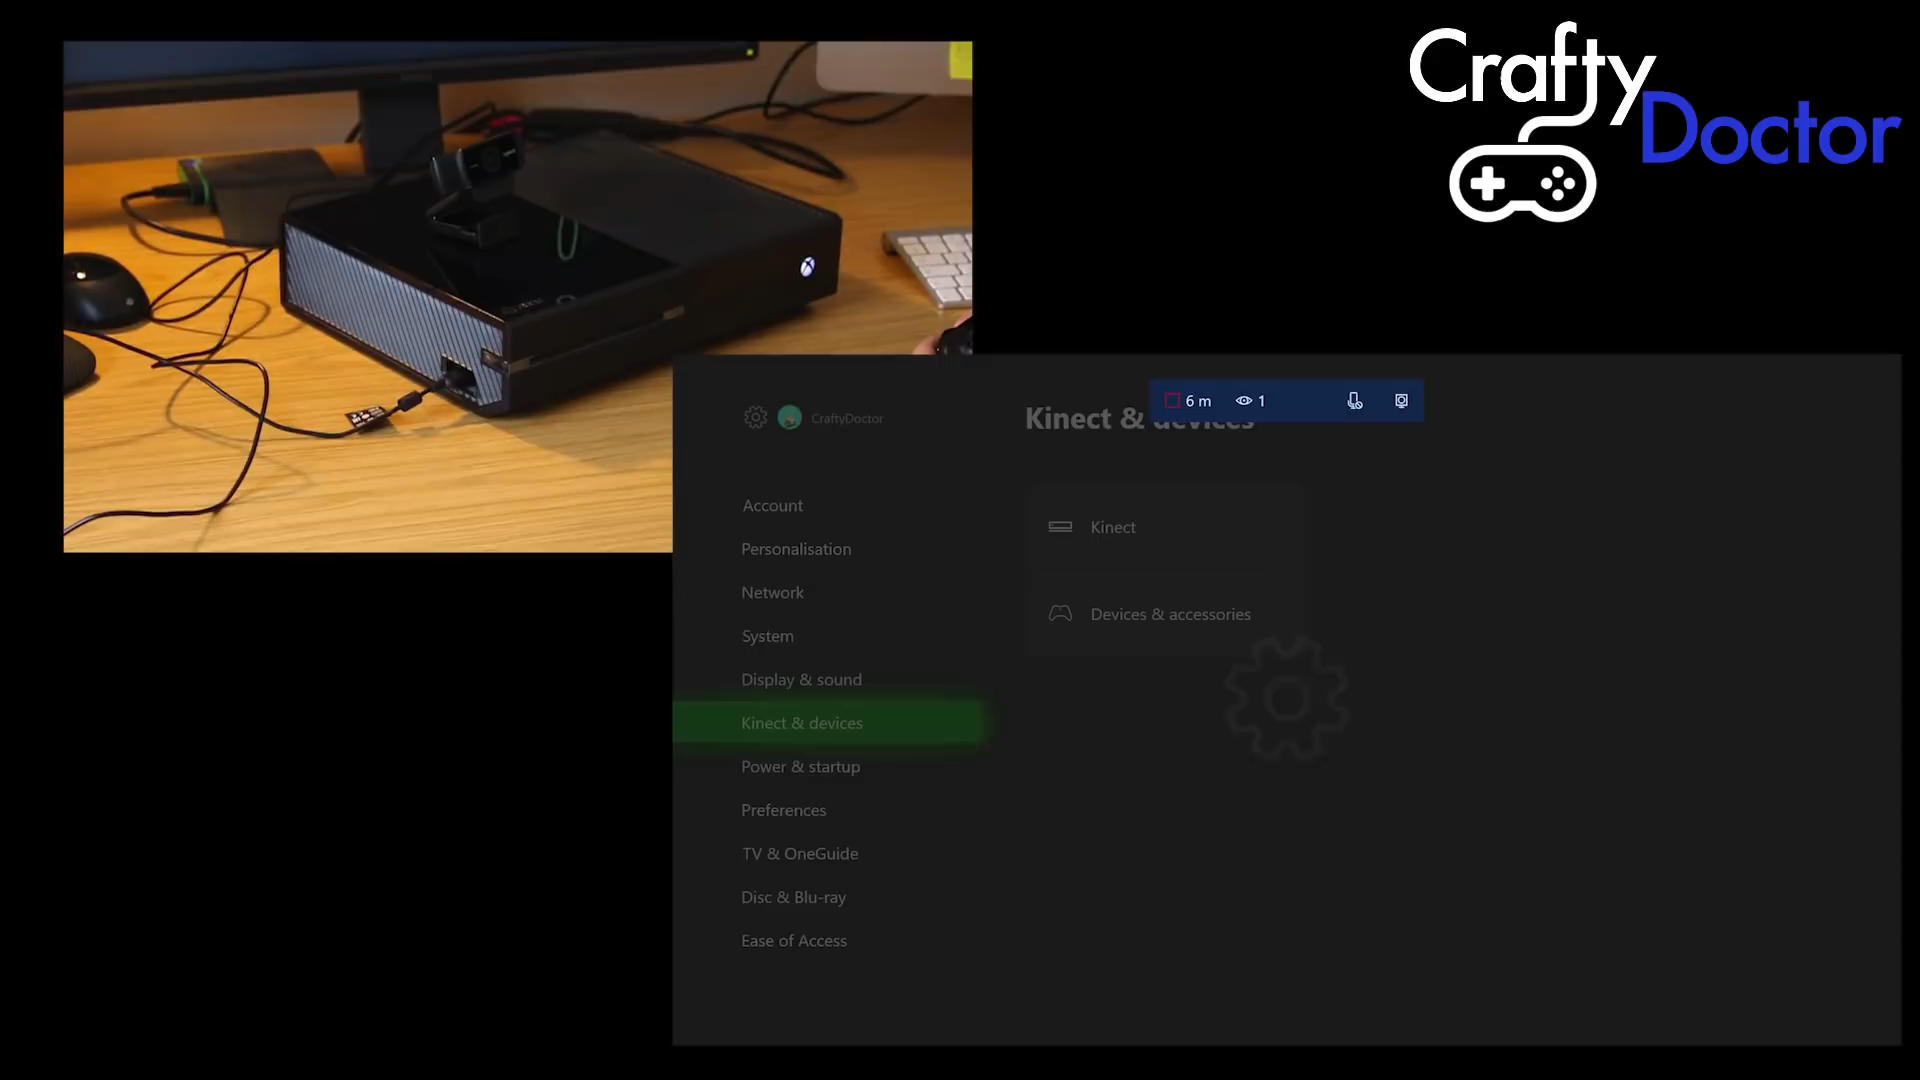 Crafty
Doctor
CraftyDoctor
Kinect & devices
6 m
1
Account
Personalisation
Network
System
Display & sound
Kinect & devices
Power & startup
Preferences
TV & OneGuide
Disc & Blu-ray
Ease of Access
Kinect
Devices & accessories